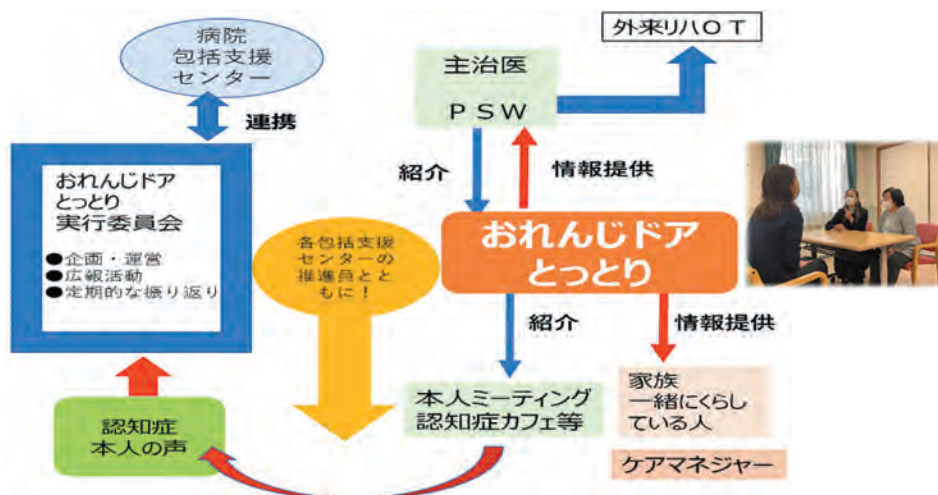 病院
包括支援
センター
連携
おれんじドア
とっとり
実行委員会
●企画・運営
●広報活動
●定期的な振り返り
認知症
本人の声
各包括支援
センターの
推進員とと
もに！
外来リハＯＴ
主治医
ＰＳＷ
紹介
情報提供
おれんじドア
とっとり
紹介
情報提供
本人ミーティング
認知症カフェ等
家族
一緒にくらし
ている人
ケアマネジャー